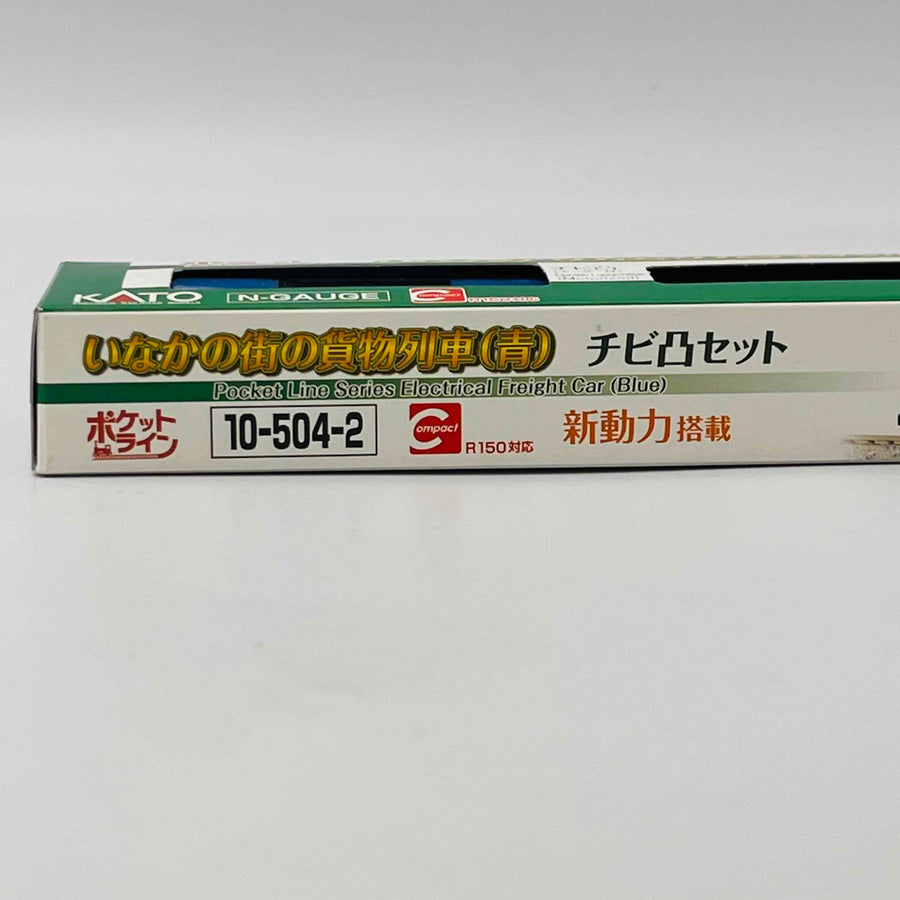 KATO N-GAUGE Compact
いなかの街の貨物列車(青) チビ凸セット
Pocket Line Series Electrical Freight Car (Blue)
ポケットライン 10-504-2 Compact R150対応 新動力搭載